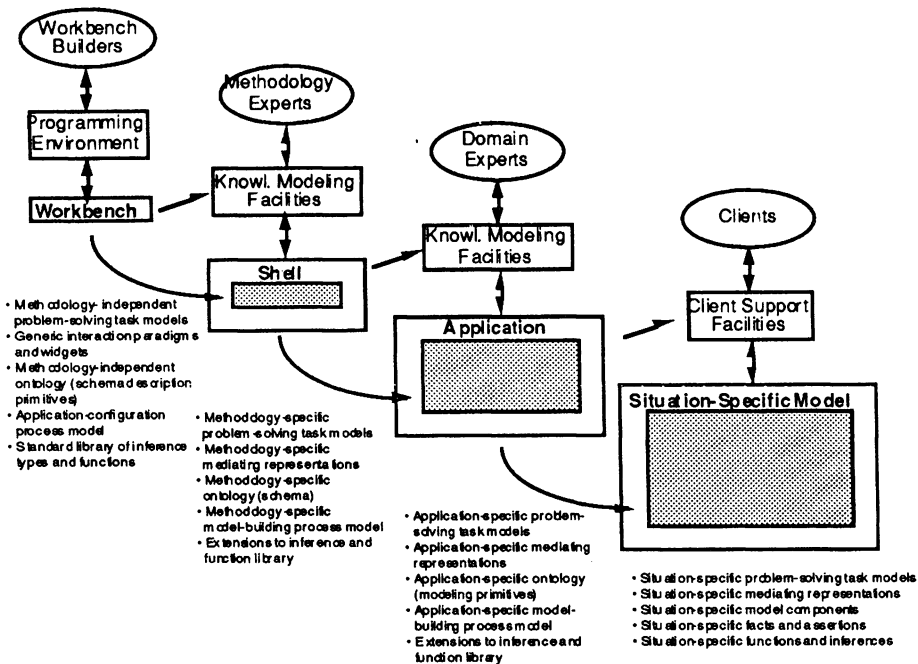 Workbench
Builders
Programming
Environment
Workbench
• Methodology- independent
problem-solving task models
• Generic interaction paradigms
and widgets
• Methodology-independent
ontology (schema description
primitives)
• Application-configuration
process model
• Standard library of inference
types and functions
Methodology
Experts
Knowl. Modeling
Facilities
Shell
• Methodology-specific
problem-solving task models
• Methodology-specific
mediating representations
• Methodology-specific
ontology (schema)
• Methodology-specific
model-building process model
• Extensions to inference and
function library
Domain
Experts
Knowl. Modeling
Facilities
Application
• Application-specific problem-
solving task models
• Application-specific mediating
representations
• Application-specific ontology
(modeling primitives)
• Application-specific model-
building process model
• Extensions to inference and
function library
Clients
Client Support
Facilities
Situation-Specific Model
• Situation-specific problem-solving task models
• Situation-specific mediating representations
• Situation-specific model components
• Situation-specific facts and assertions
• Situation-specific functions and inferences